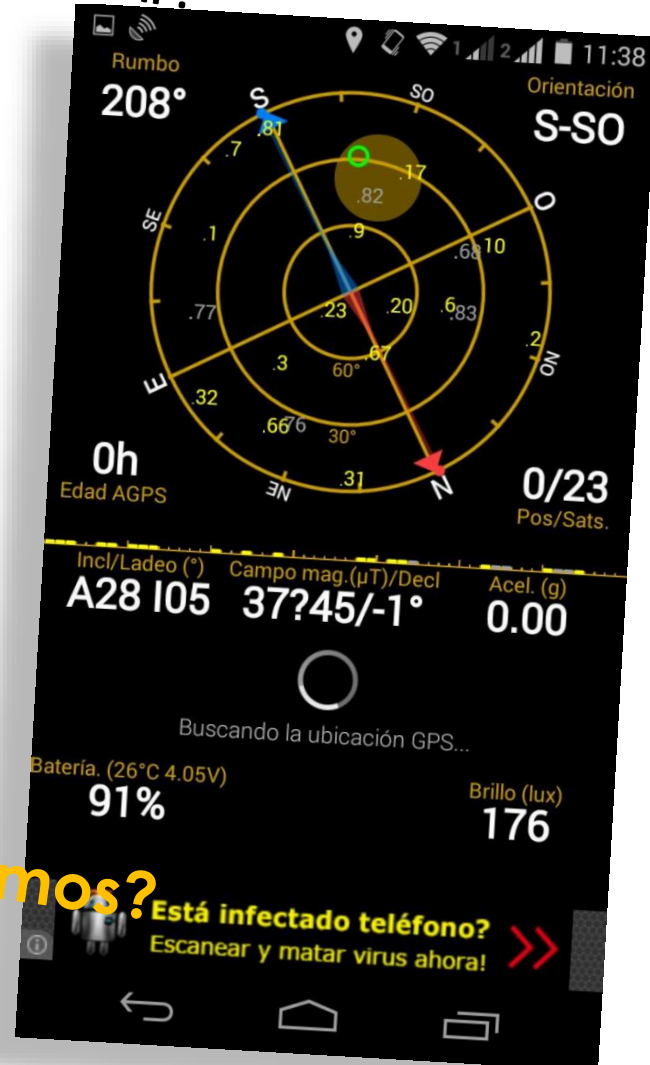 11:38
1 2
Rumbo
Orientación
208°
S-SO
S
SO
.81
.7
.17
.82
SE
O
.9
.1
.68
10
.77
.23
.20
.6
.83
.67
.2
.3
60°
NO
E
.32
.66
76
30°
0h
.31
NE
N
0/23
Edad AGPS
Pos/Sats.
Incl/Ladeo (°)
Campo mag.(µT)/Decl
Acel. (g)
A28 I05
37?45/-1°
0.00
Buscando la ubicación GPS...
Batería. (26°C 4.05V)
Brillo (lux)
91%
176
mos?
Está infectado teléfono?
Escanear y matar virus ahora!